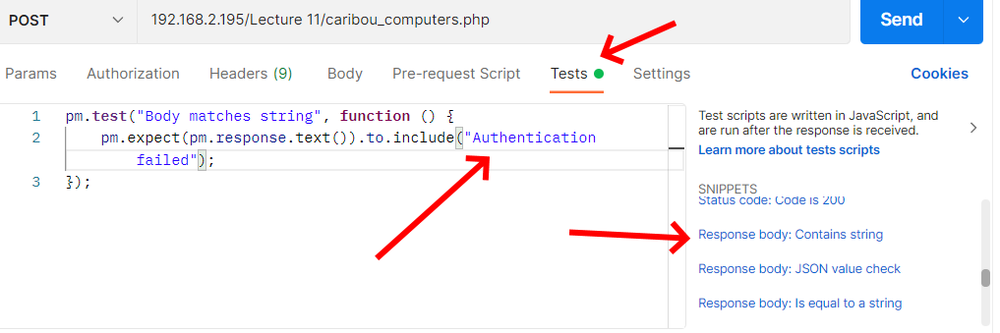 POST 192.168.2.195/Lecture 11/caribou_computers.php Send
Params Authorization Headers (9) Body Pre-request Script Tests Settings Cookies
1 pm.test("Body matches string", function () {
2 pm.expect(pm.response.text()).to.include("Authentication
failed");
3 });
Test scripts are written in JavaScript, and
are run after the response is received.
Learn more about tests scripts
SNIPPETS
Status code: Code is 200
Response body: Contains string
Response body: JSON value check
Response body: Is equal to a string